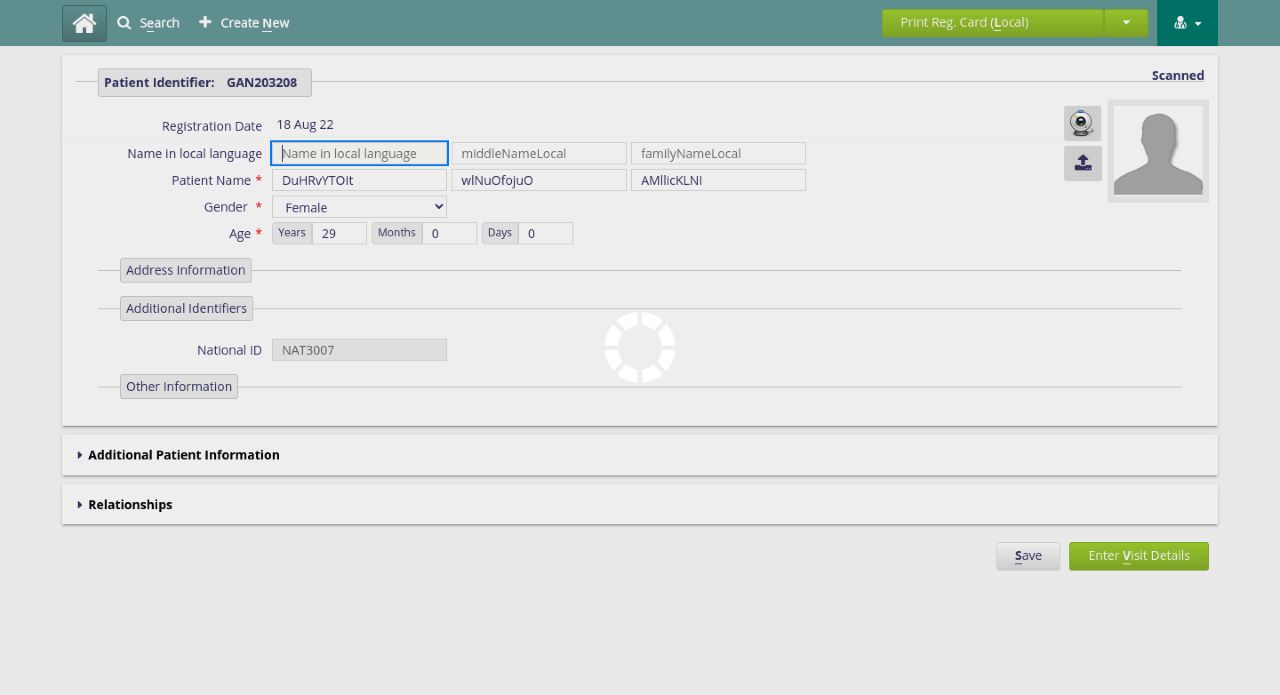 Search Create New Print Reg. Card (Local)
Patient Identifier: GAN203208 Scanned
Registration Date 18 Aug 22
Name in local language Name in local language middleNameLocal familyNameLocal
Patient Name * DuHRvYTOIt wlNuOfojuO AMllicKLNI
Gender * Female
Age * Years 29 Months 0 Days 0
Address Information
Additional Identifiers
National ID NAT3007
Other Information
Additional Patient Information
Relationships
Save Enter Visit Details